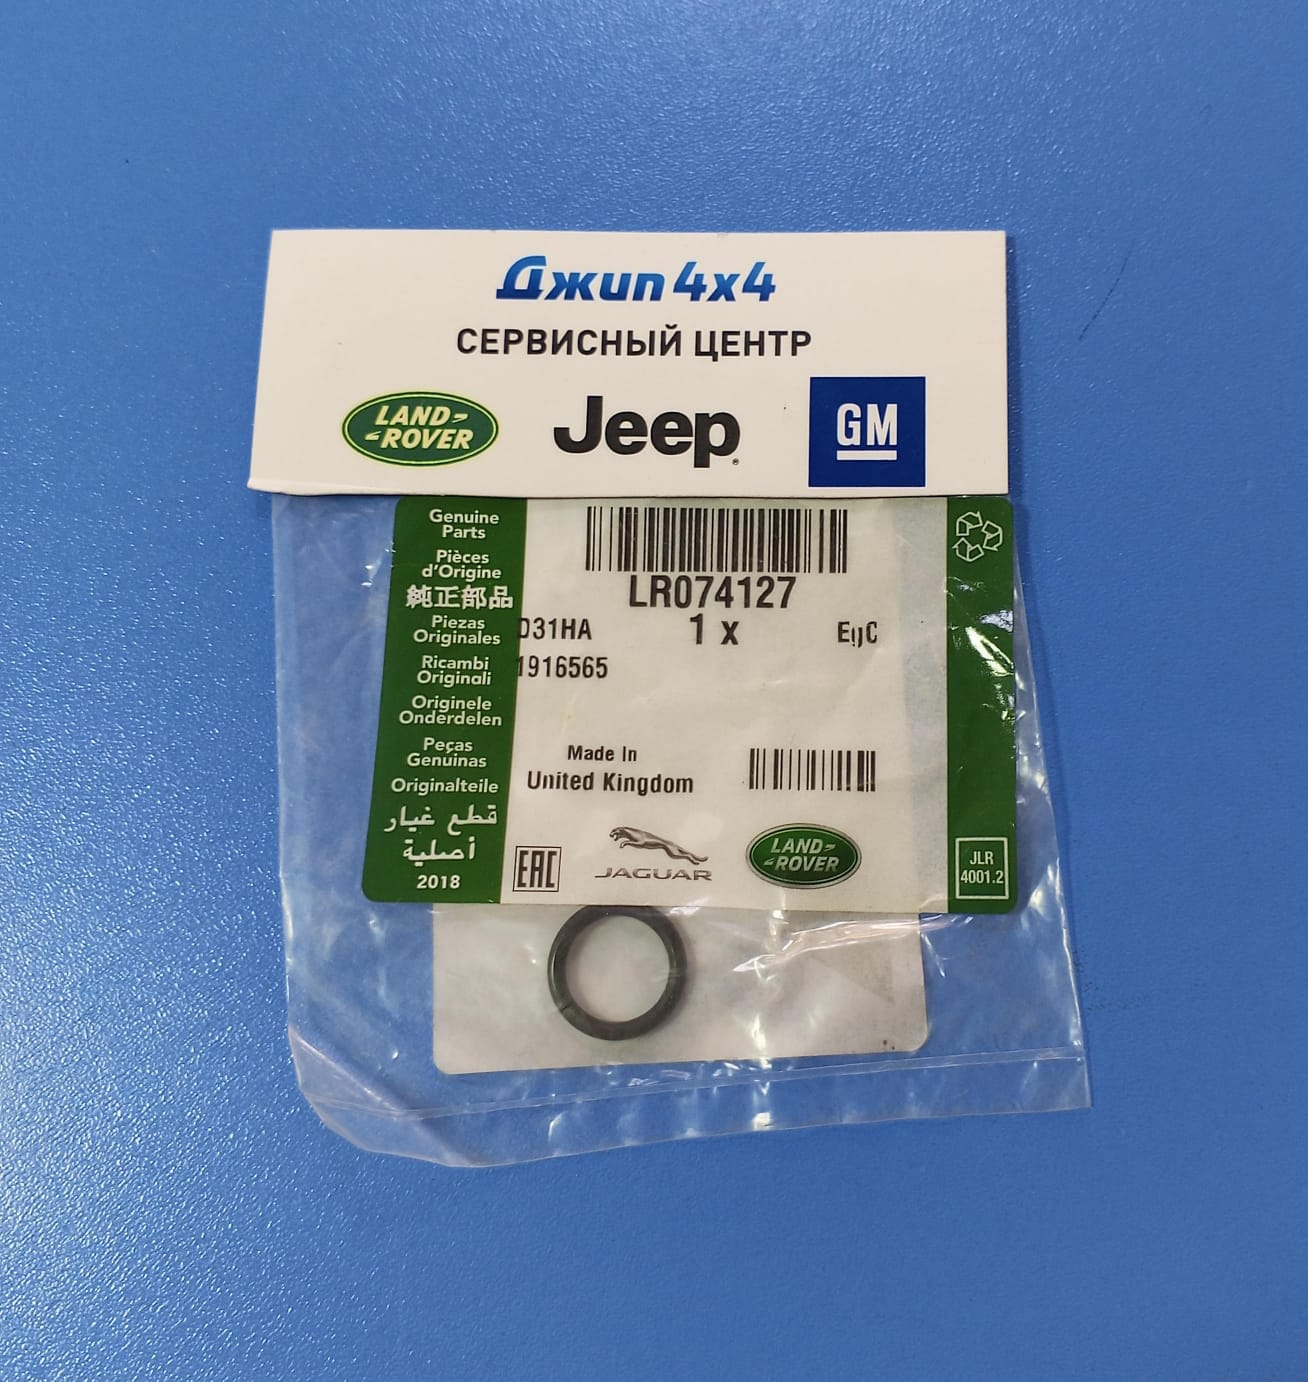 Джип 4x4
СЕРВИСНЫЙ ЦЕНТР
LAND-
-ROVER
Jeep
GM
Genuine
Parts
Pièces
d'Origine
純正部品
Piezas
Originales
Ricambi
Originali
Originele
Onderdelen
Peças
Genuinas
Originalteile
قطع غيار
أصلية
2018
LR074127
D31HA
1 x
1916565
Made In
United Kingdom
EAC
JAGUAR
LAND-
-ROVER
JLR
4001.2